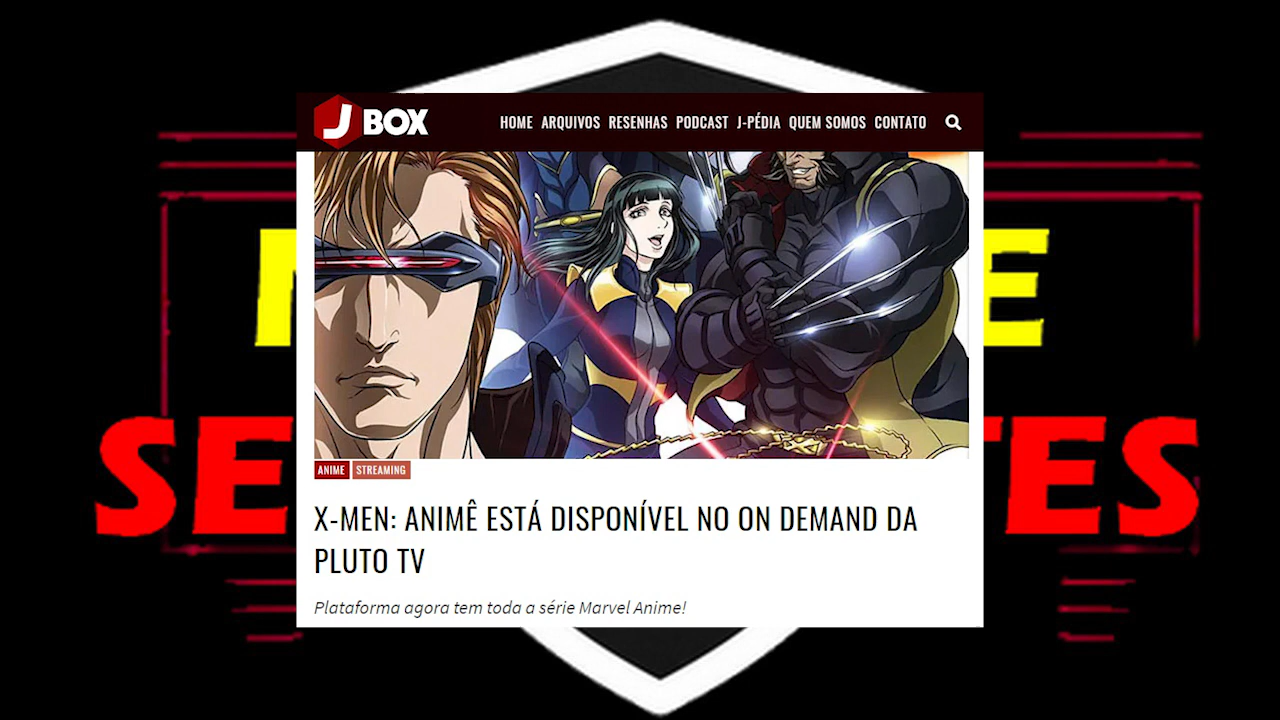 J BOX
HOME ARQUIVOS RESENHAS PODCAST J-PÉDIA QUEM SOMOS CONTATO
ANIME STREAMING
X-MEN: ANIMÊ ESTÁ DISPONÍVEL NO ON DEMAND DA
PLUTO TV
Plataforma agora tem toda a série Marvel Anime!